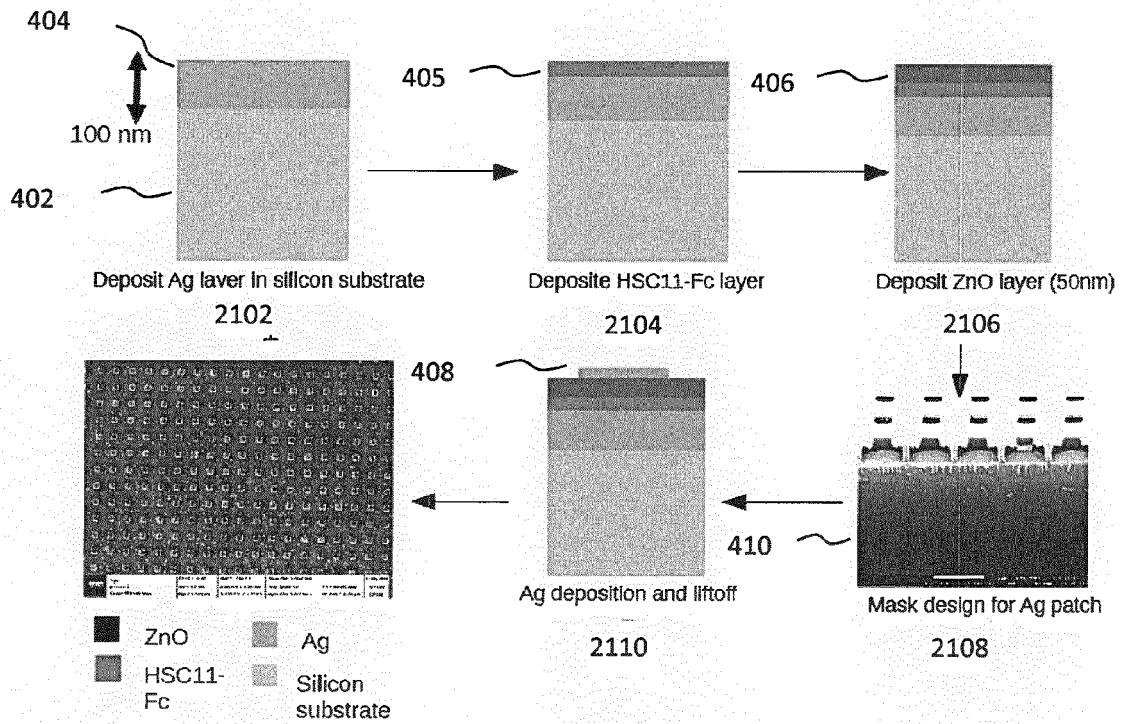 404
100 nm
402
405
406
Deposit Ag layer in silicon substrate
2102
Deposite HSC11-Fc layer
2104
Deposit ZnO layer (50nm)
2106
408
410
Ag deposition and liftoff
2110
Mask design for Ag patch
2108
ZnO
Ag
HSC11-
Fc
Silicon
substrate